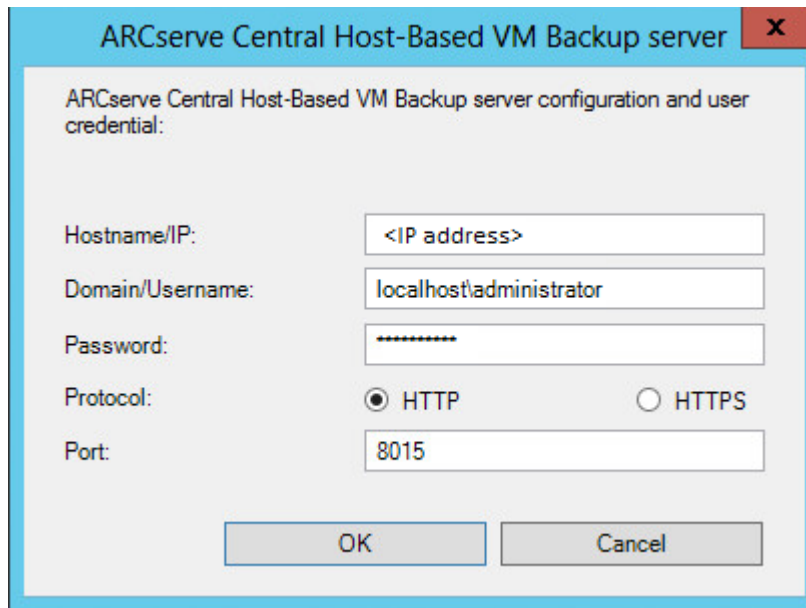 ARCserve Central Host-Based VM Backup server
x
ARCserve Central Host-Based VM Backup server configuration and user
credential:
Hostname/IP: <IP address>
Domain/Username: localhost\administrator
Password: **********
Protocol: HTTP HTTPS
Port: 8015
OK Cancel